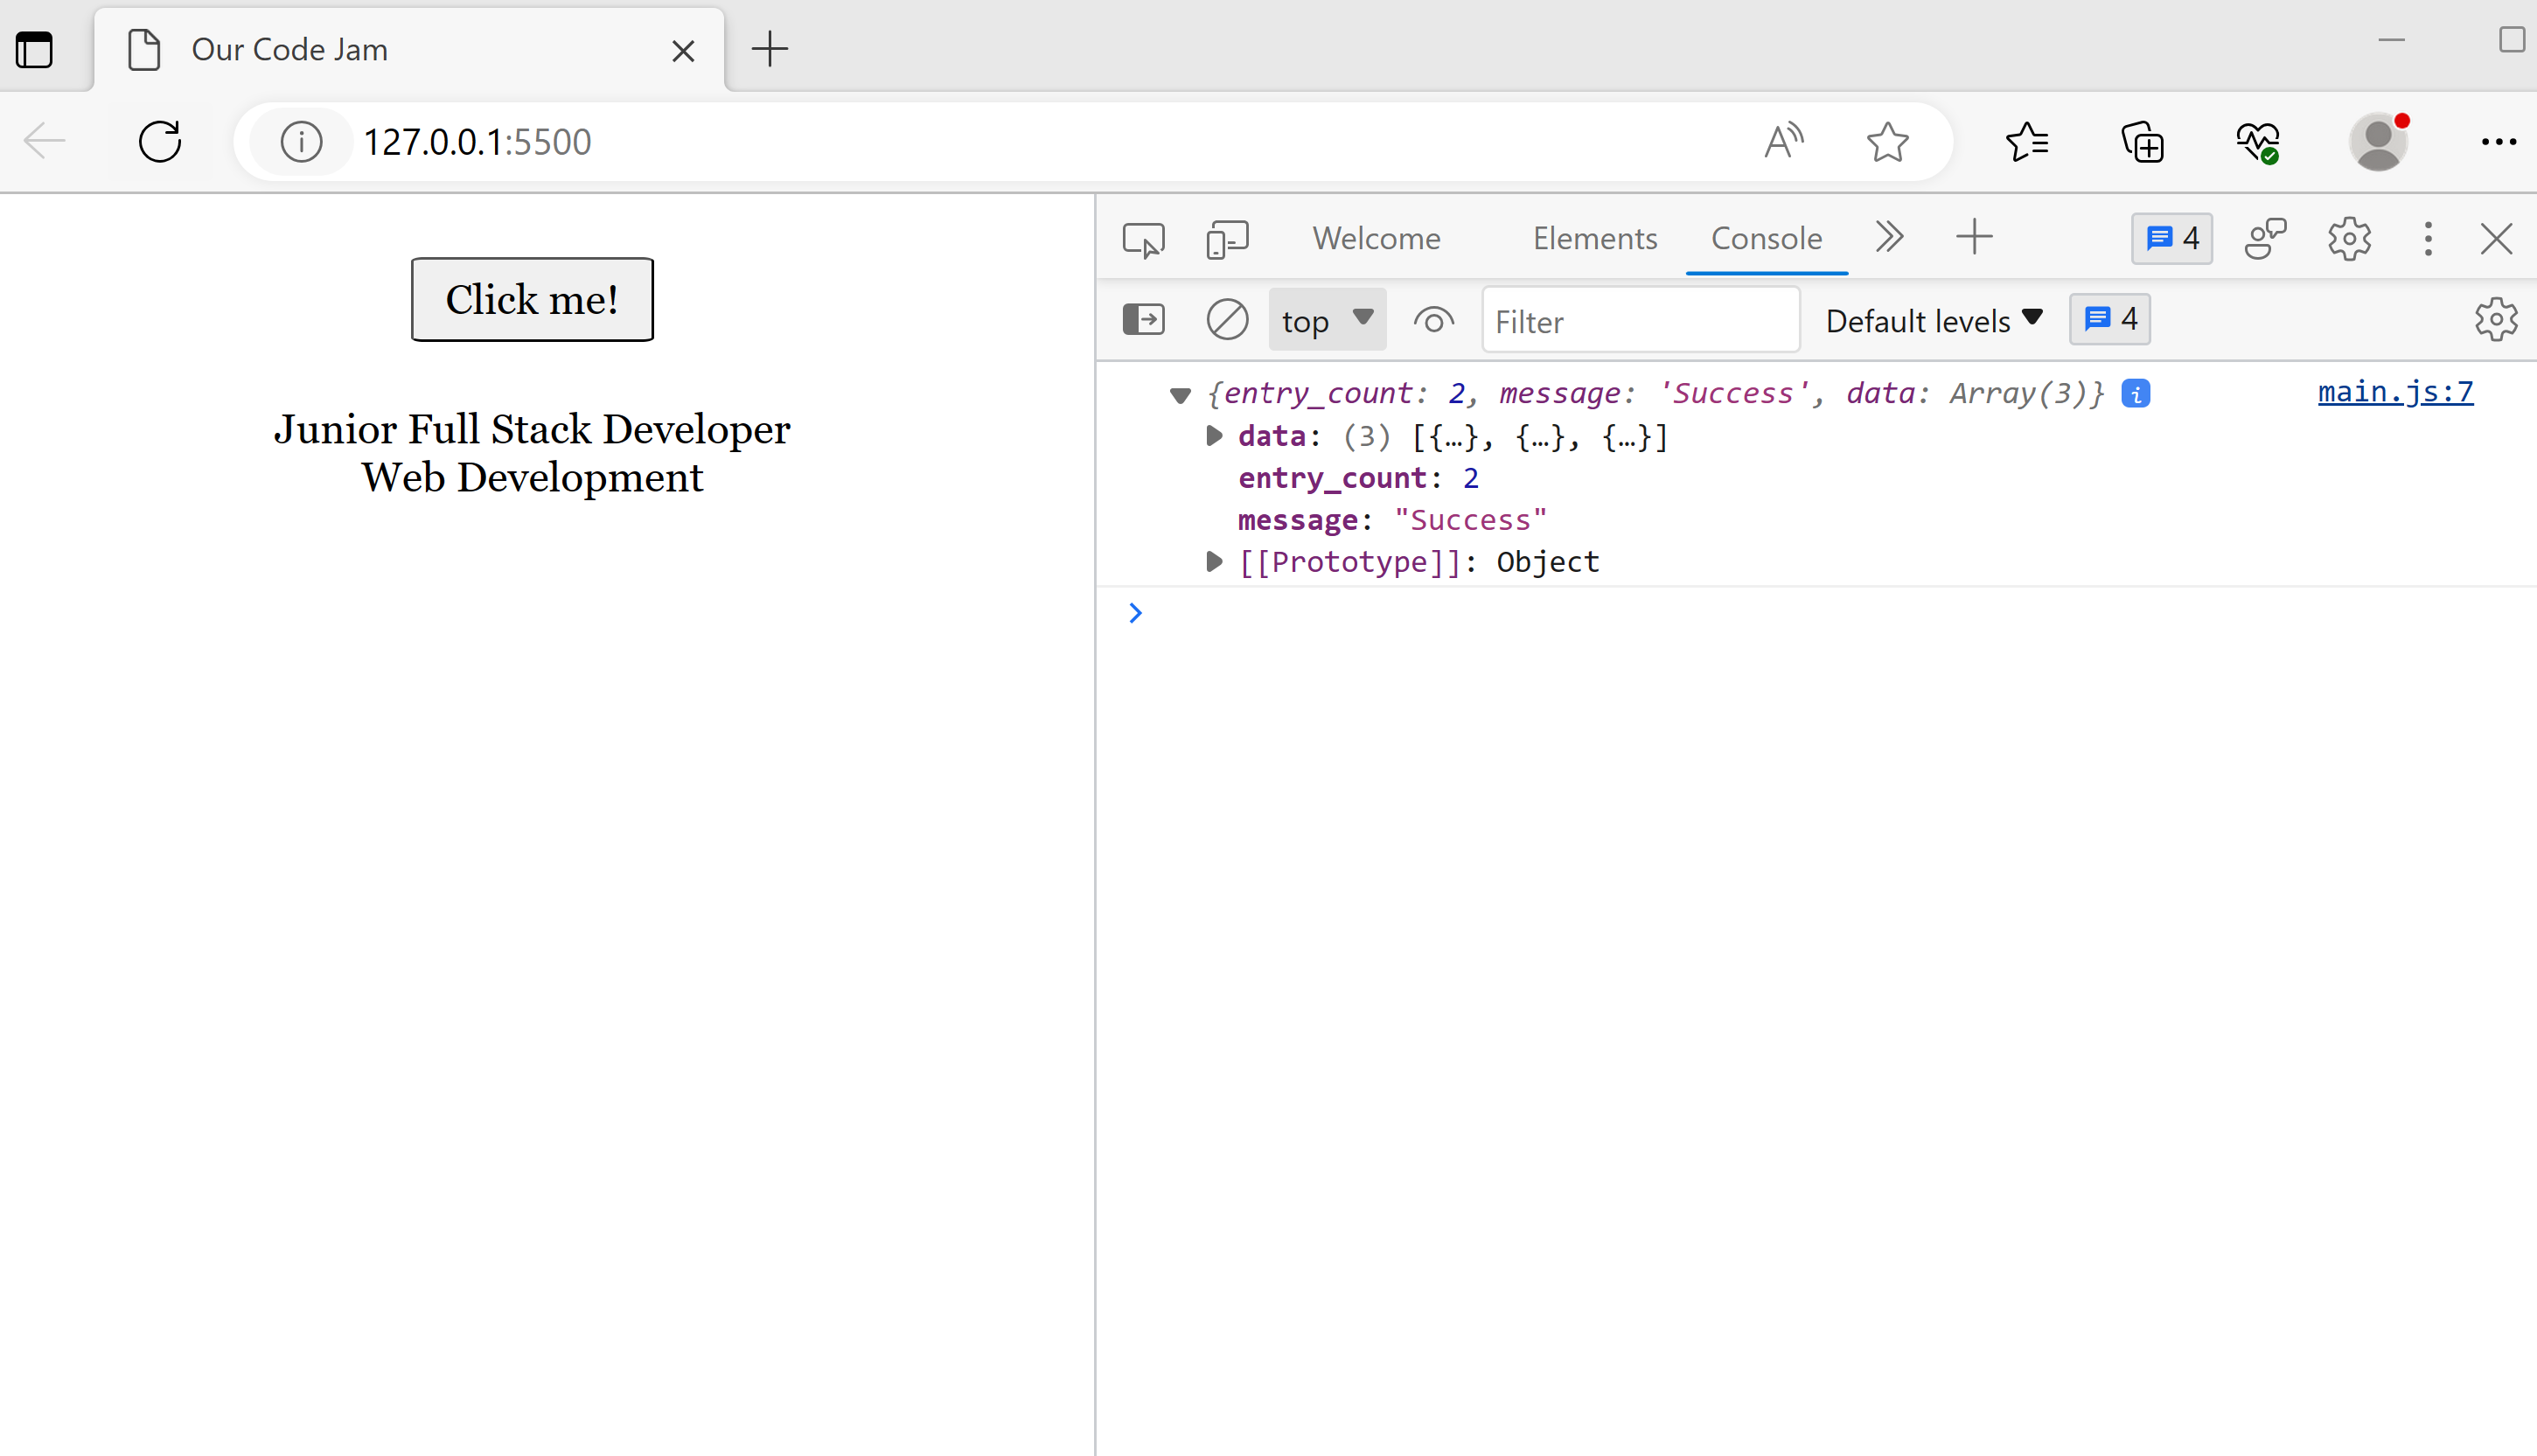 Our Code Jam
127.0.0.1:5500
Click me!
Junior Full Stack Developer
Web Development
Welcome Elements Console 4
top Filter Default levels 4
{entry_count: 2, message: 'Success', data: Array(3)} i main.js:7
data: (3) [{…}, {…}, {…}]
entry_count: 2
message: "Success"
[[Prototype]]: Object